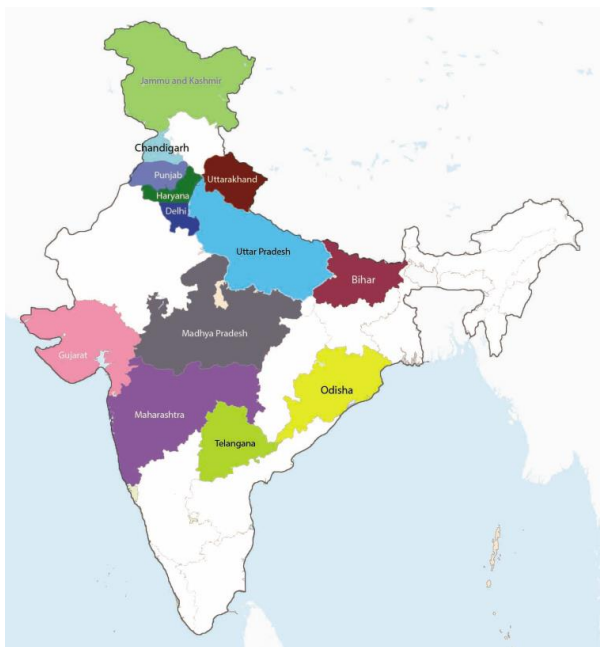 Jammu and Kashmir
Chandigarh
Punjab
Uttarakhand
Haryana
Delhi
Uttar Pradesh
Bihar
Madhya Pradesh
Gujarat
Odisha
Maharashtra
Telangana